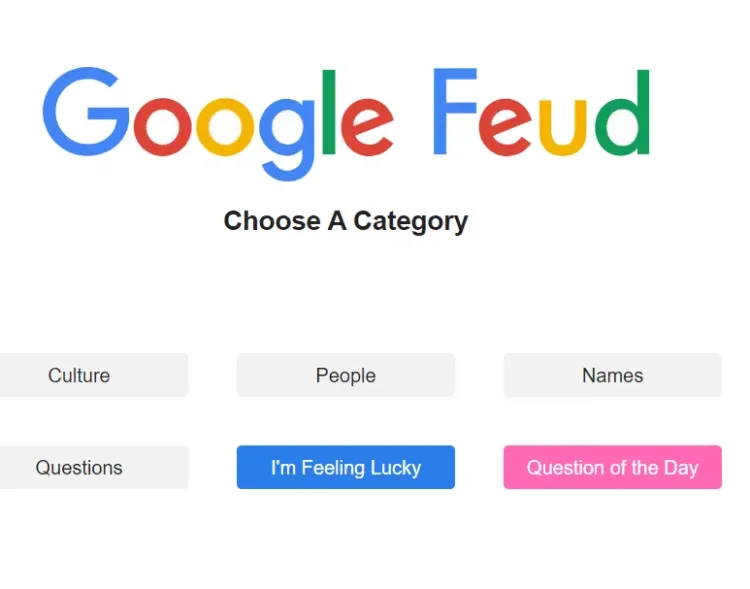 Google Feud
Choose A Category
Culture
People
Names
Questions
I'm Feeling Lucky
Question of the Day